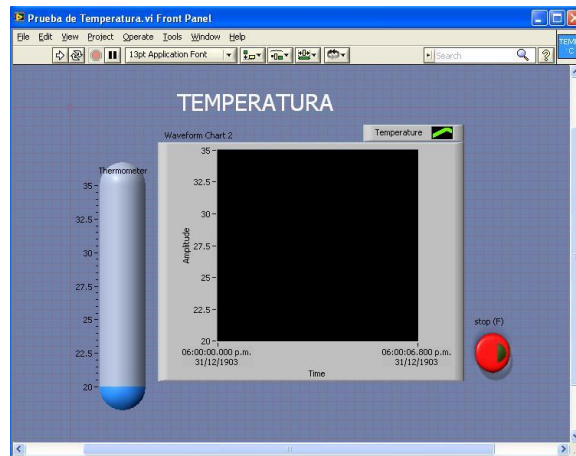 Prueba de Temperatura.vi Front Panel
File Edit View Project Operate Tools Window Help
13pt Application Font
Search
?
TEMP
°C
TEMPERATURA
Waveform Chart 2
Temperature
Thermometer
35
32.5
30
27.5
25
22.5
20
Amplitude
35
32.5
30
27.5
25
22.5
20
06:00:00.000 p.m.
31/12/1903
06:00:06.800 p.m.
31/12/1903
Time
stop (F)